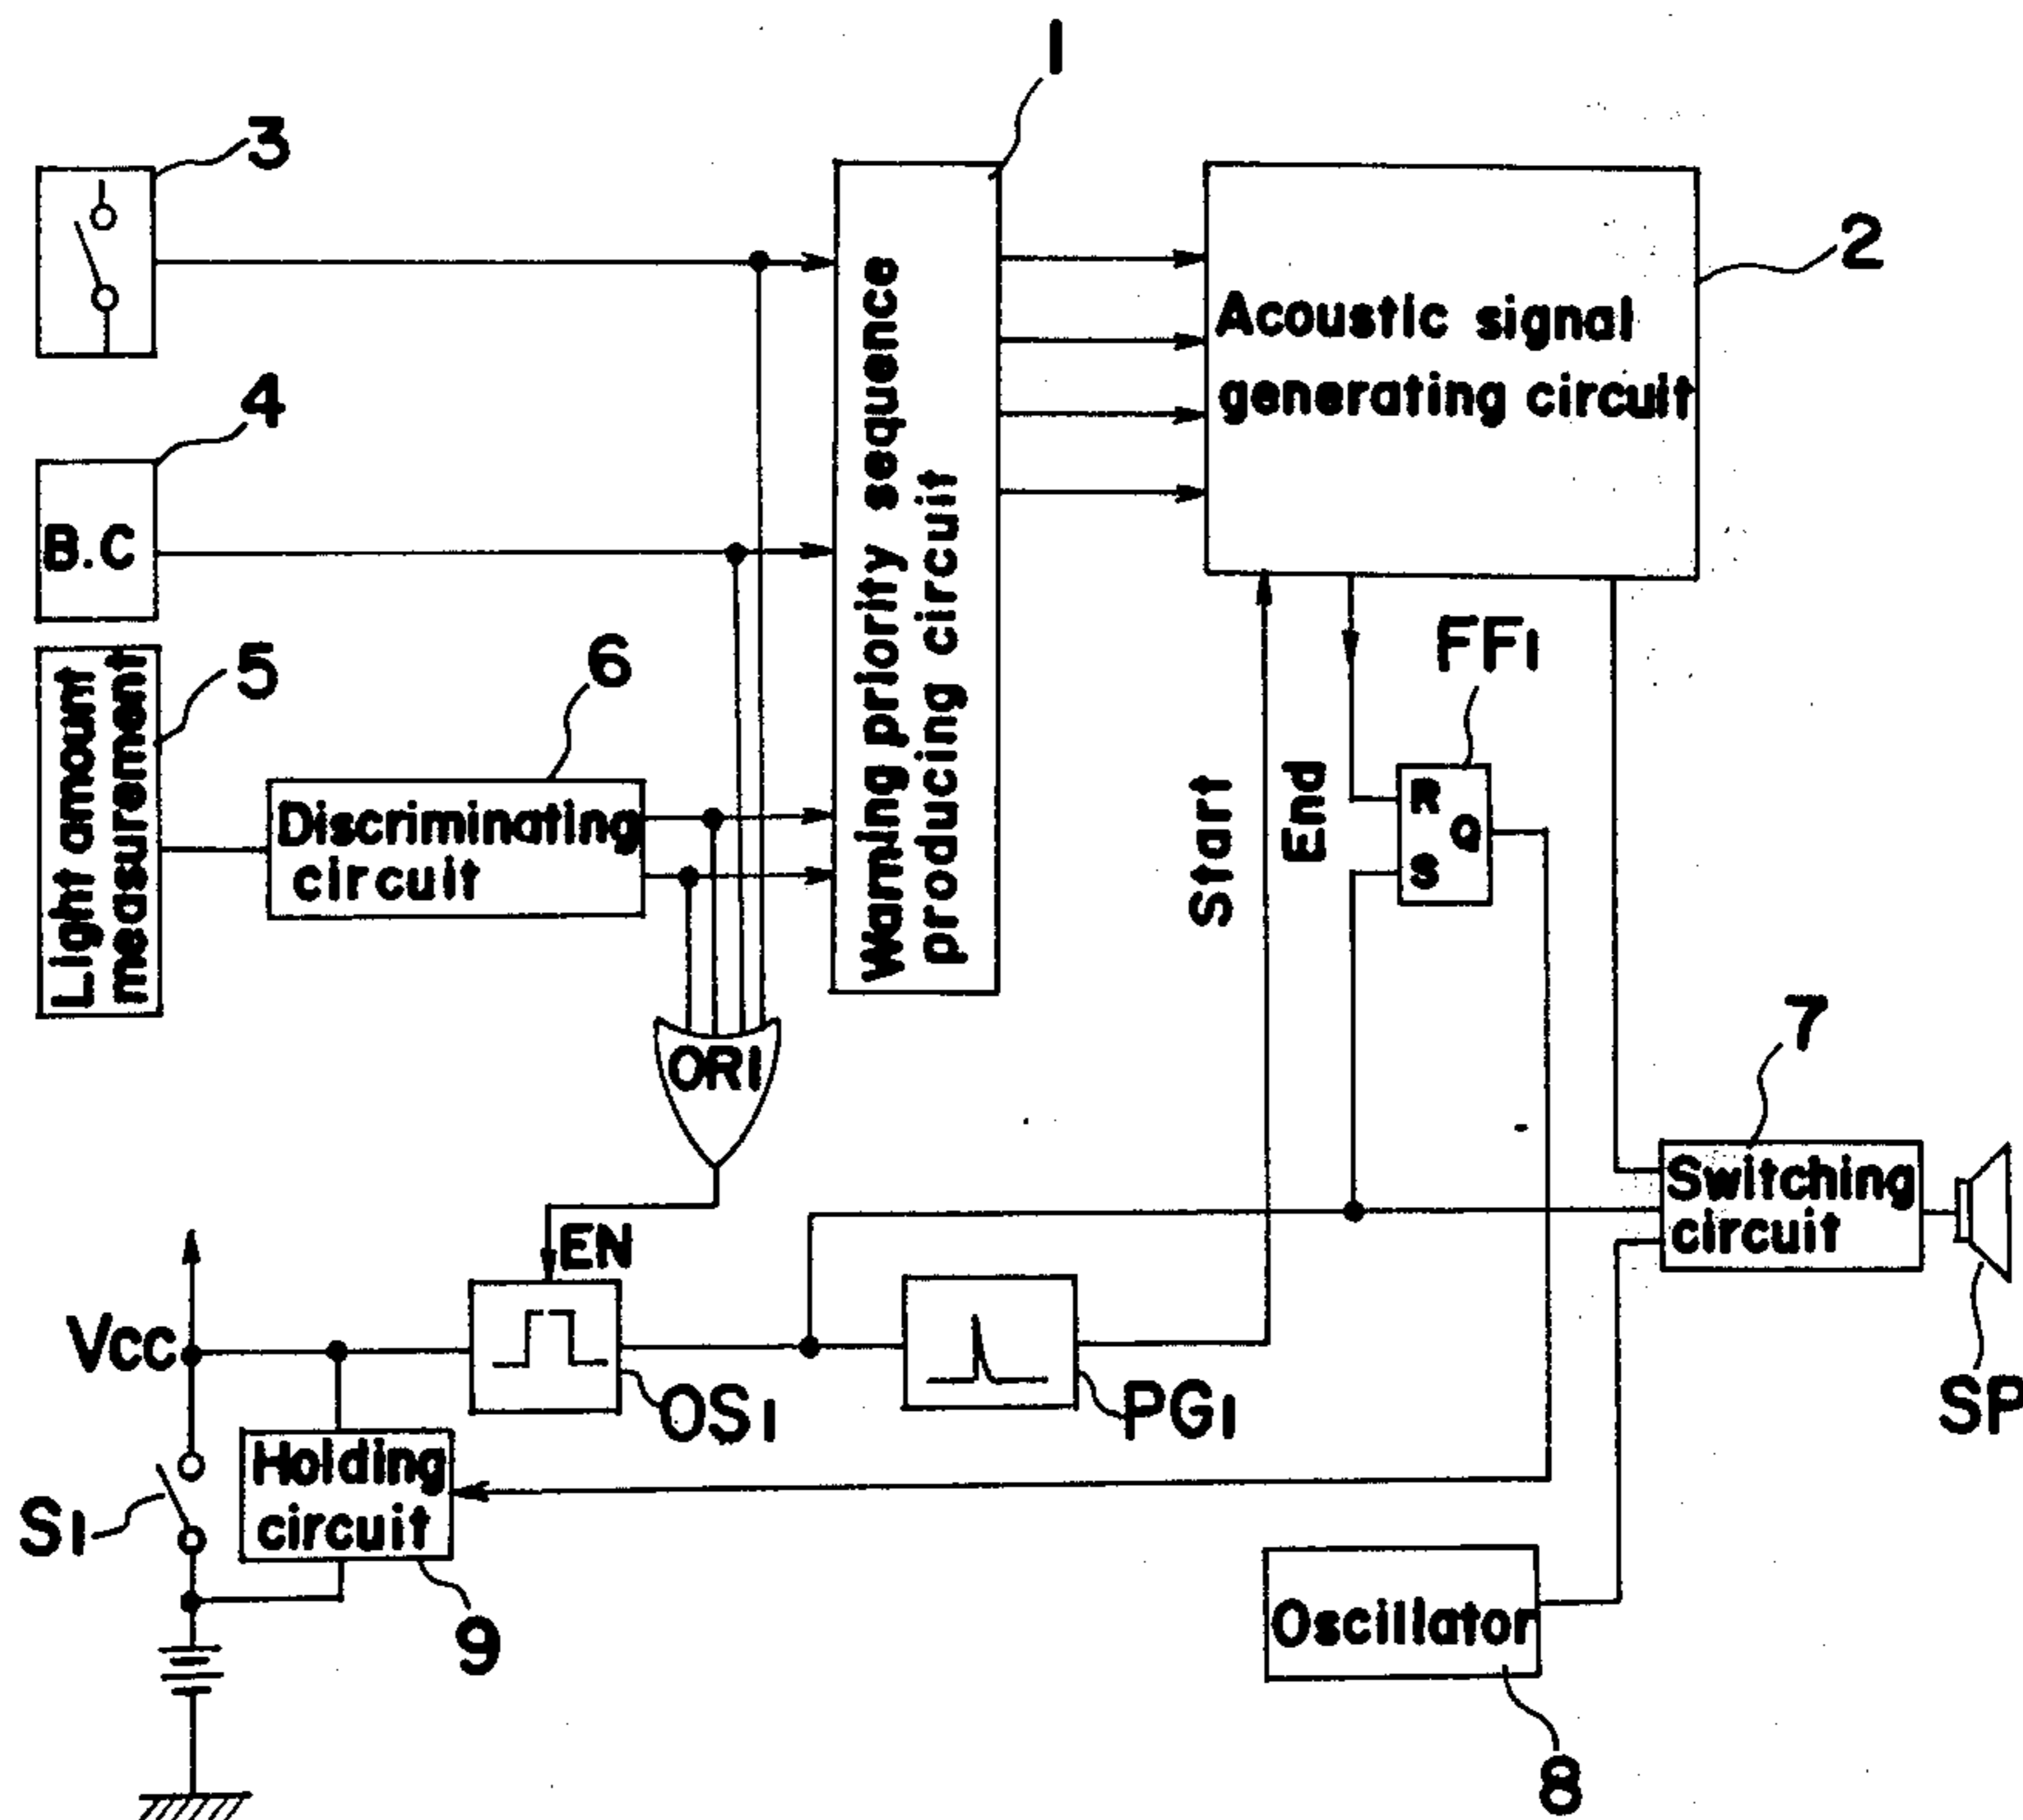 1
3
2
Acoustic signal
generating circuit
4
B.C
Warning priority sequence
producing circuit
5
Light amount
measurement
6
Discriminating
circuit
FF1
R
Q
S
Start
End
OR1
7
Switching
circuit
EN
Vcc
OS1
PG1
SP
Holding
circuit
S1
9
Oscillator
8